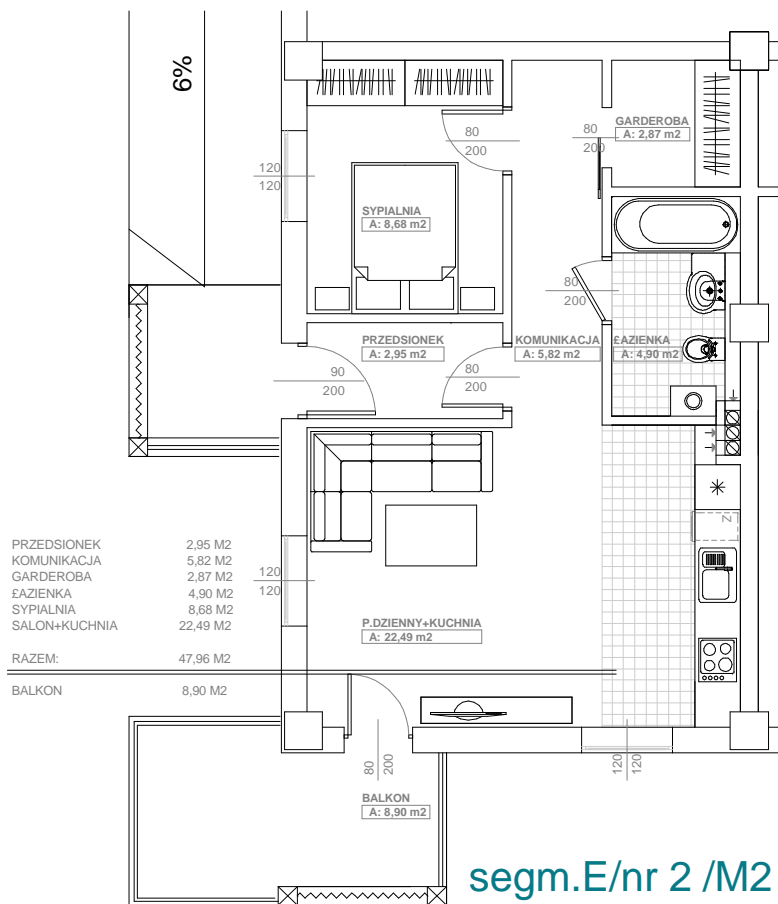 6%
GARDEROBA
A: 2,87 m2
80
200
80
200
120
120
SYPIALNIA
A: 8,68 m2
80
200
PRZEDSIONEK
A: 2,95 m2
KOMUNIKACJA
A: 5,82 m2
£AZIENKA
A: 4,90 m2
90
200
80
200
PRZEDSIONEK 2,95 M2
KOMUNIKACJA 5,82 M2
GARDEROBA 2,87 M2
£AZIENKA 4,90 M2
SYPIALNIA 8,68 M2
SALON+KUCHNIA 22,49 M2
RAZEM: 47,96 M2
BALKON 8,90 M2
Z
120
120
P.DZIENNY+KUCHNIA
A: 22,49 m2
80
200
120
120
BALKON
A: 8,90 m2
segm.E/nr 2 /M2